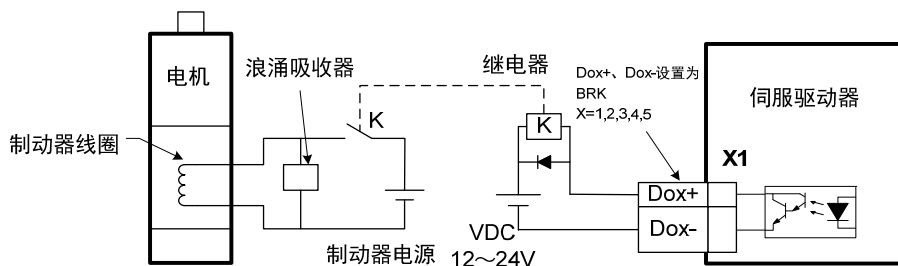 电机
浪涌吸收器
制动器线圈
K
制动器电源
继电器
K
VDC
12～24V
Dox+、Dox-设置为
BRK
X=1,2,3,4,5
伺服驱动器
X1
Dox+
Dox-